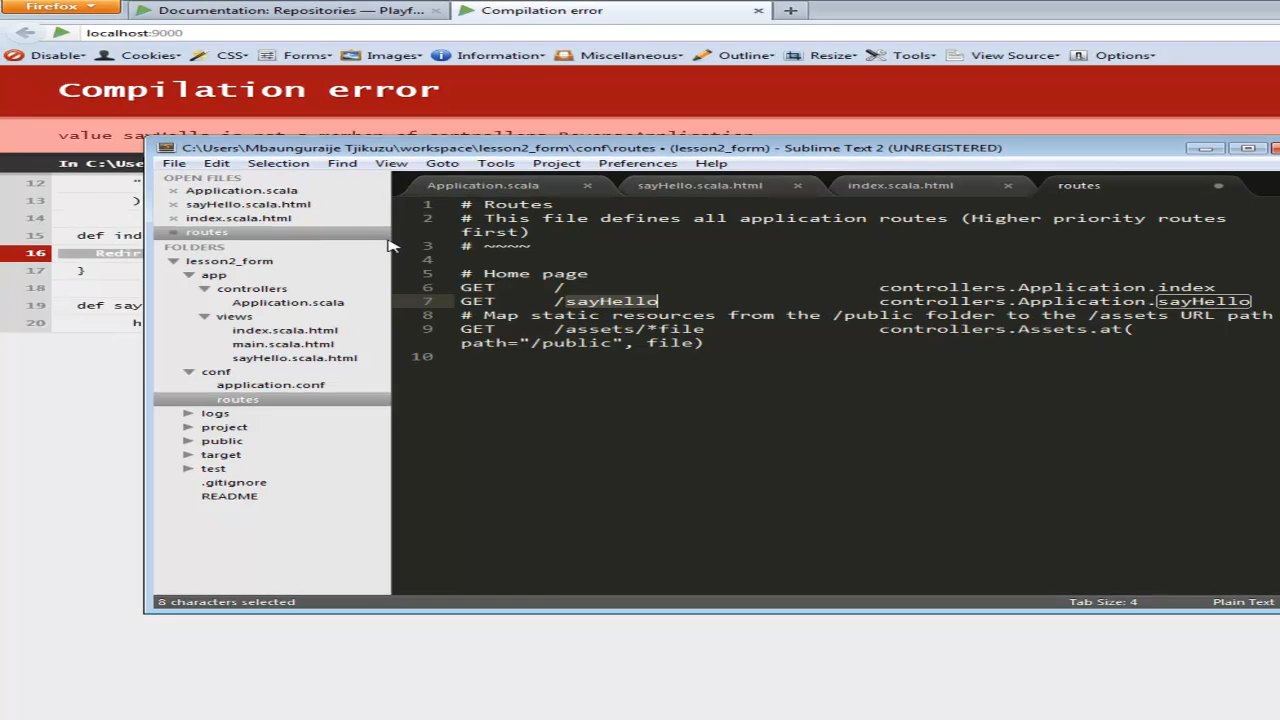 Firefox
Documentation: Repositories — Playf...
Compilation error
localhost:9000
Disable Cookies CSS Forms Images Information Miscellaneous Outline Resize Tools View Source Options
Compilation error
C:\Users\Mbaunguraije Tjikuzu\workspace\lesson2_form\conf\routes • (lesson2_form) - Sublime Text 2 (UNREGISTERED)
In C:\Use
File Edit Selection Find View Goto Tools Project Preferences Help
OPEN FILES
Application.scala
sayHello.scala.html
index.scala.html
routes
FOLDERS
lesson2_form
app
controllers
Application.scala
views
index.scala.html
main.scala.html
sayHello.scala.html
conf
application.conf
routes
logs
project
public
target
test
.gitignore
README
Application.scala sayHello.scala.html index.scala.html routes
1 # Routes
2 # This file defines all application routes (Higher priority routes
first)
3 # ~~~~
4
5 # Home page
6 GET / controllers.Application.index
7 GET /sayHello controllers.Application.sayHello
8 # Map static resources from the /public folder to the /assets URL path
9 GET /assets/*file controllers.Assets.at(
path="/public", file)
10
12 "
13 )
14
15 def ind
16 Redir
17 }
18
19 def say
20 h
8 characters selected
Tab Size: 4
Plain Text